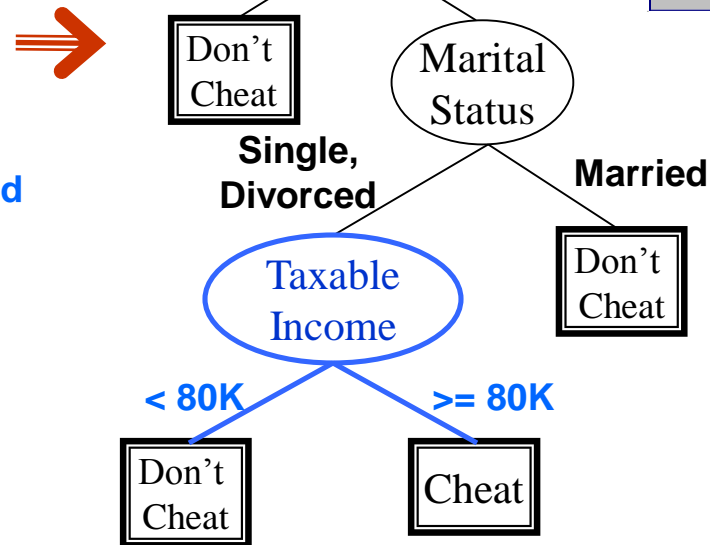 Don't
Cheat
Marital
Status
Single,
Divorced
Married
d
Taxable
Income
Don't
Cheat
< 80K
>= 80K
Don't
Cheat
Cheat